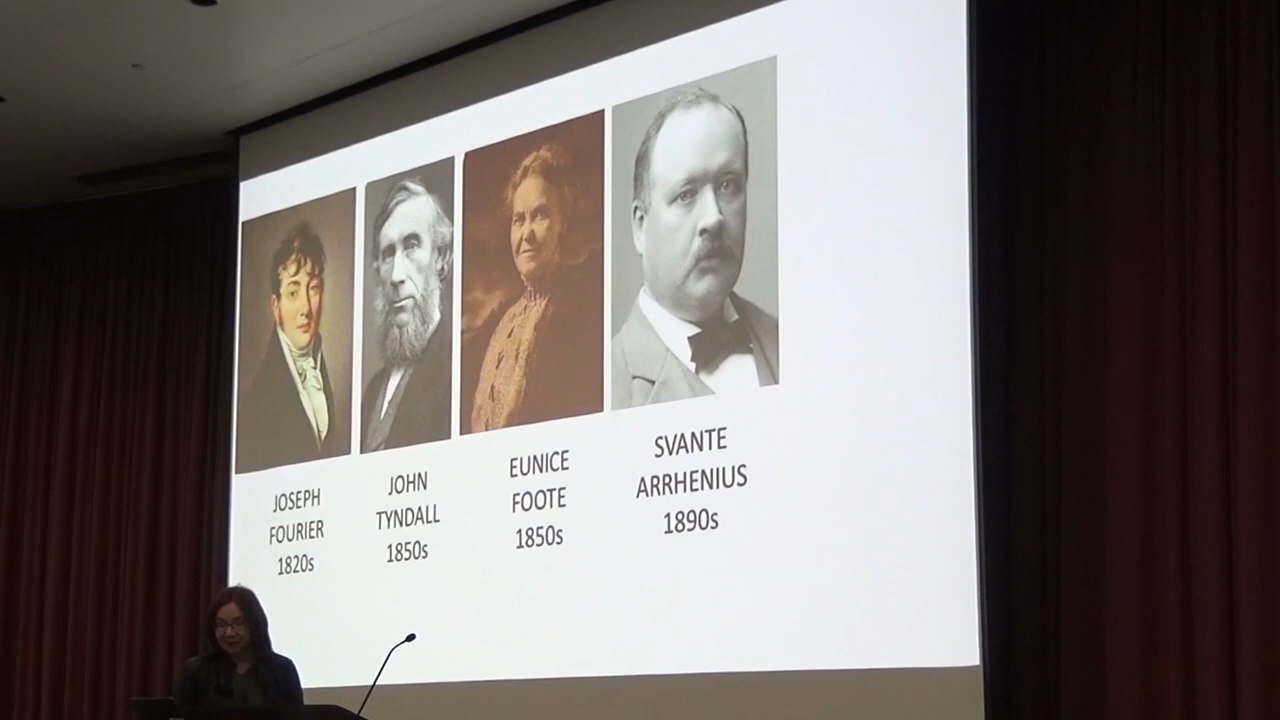 JOSEPH
FOURIER
1820s
JOHN
TYNDALL
1850s
EUNICE
FOOTE
1850s
SVANTE
ARRHENIUS
1890s